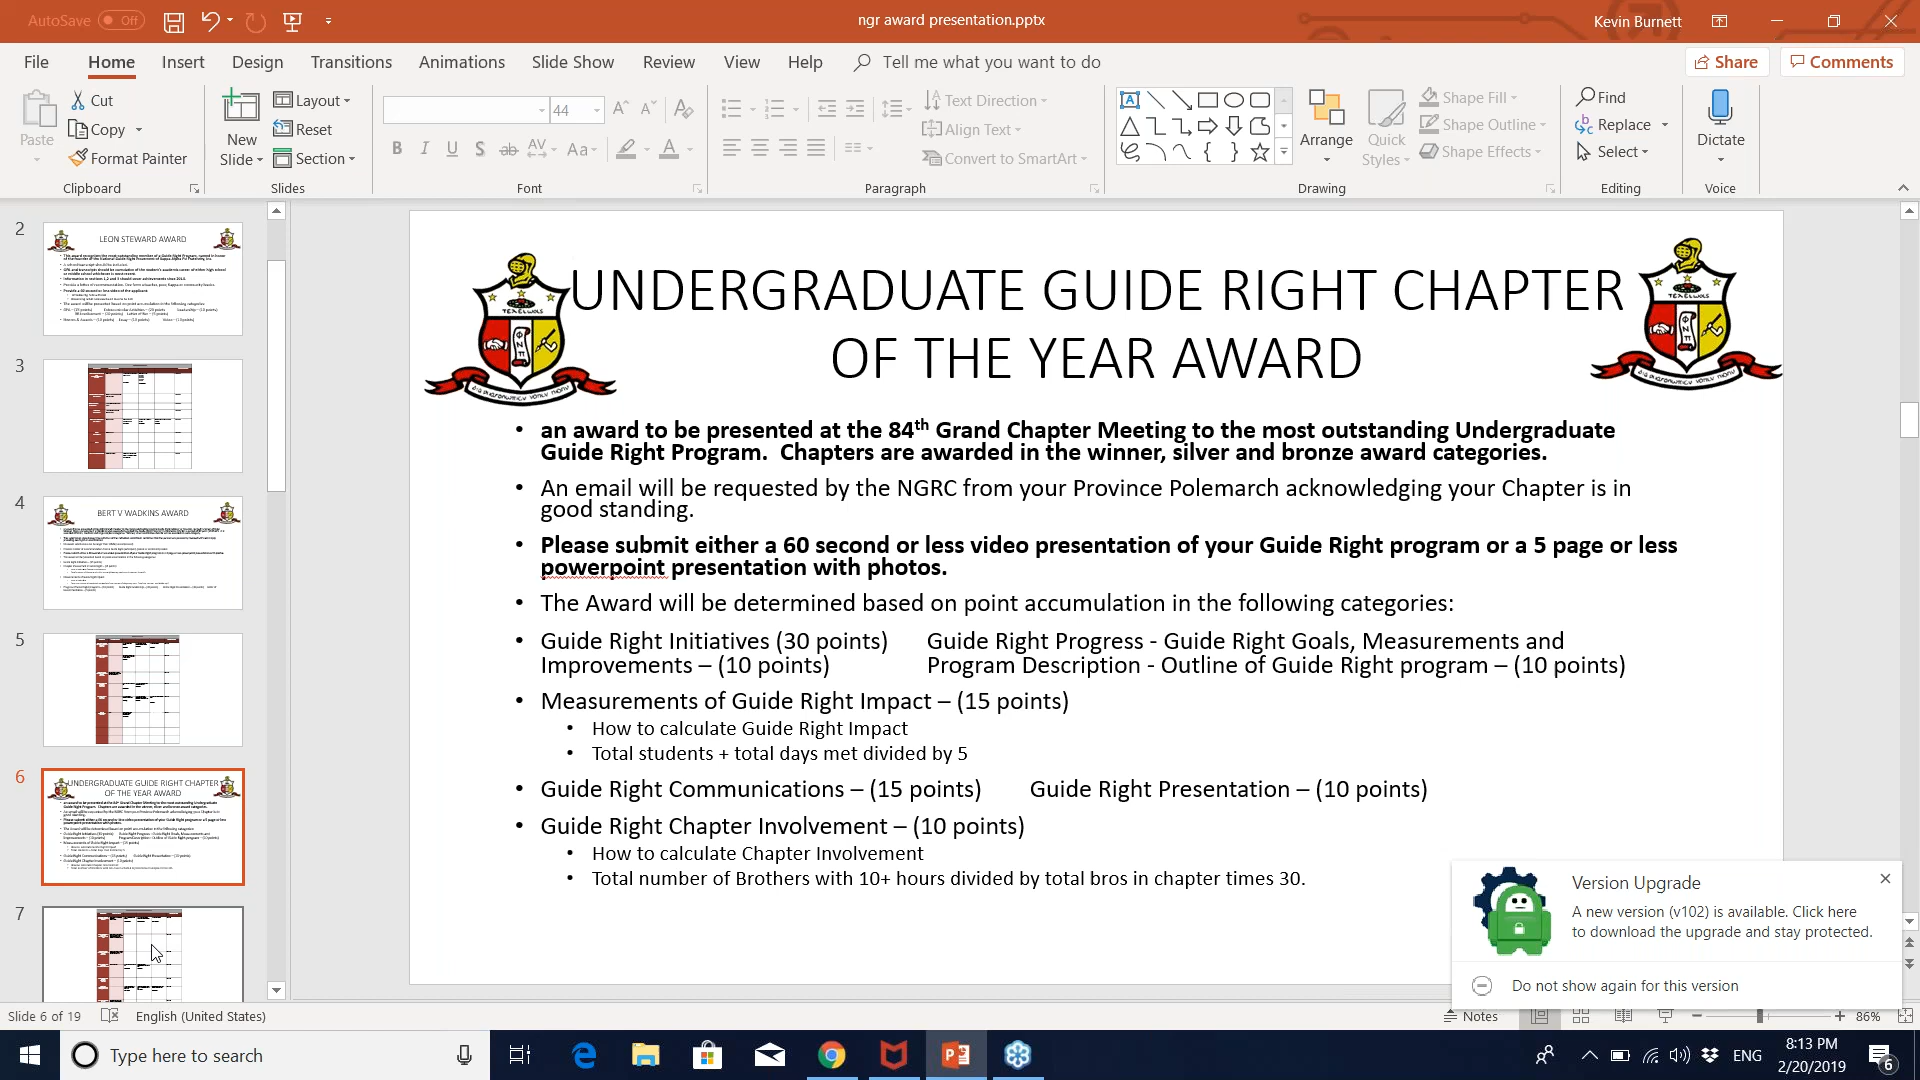 AutoSave Off
ngr award presentation.pptx
Kevin Burnett
File Home Insert Design Transitions Animations Slide Show Review View Help Tell me what you want to do
Share Comments
Paste
Cut
Copy
Format Painter
Clipboard
New
Slide
Layout
Reset
Section
Slides
44
B I U S ab AV Aa A
Font
Text Direction
Align Text
Convert to SmartArt
Paragraph
Arrange
Quick
Styles
Shape Fill
Shape Outline
Shape Effects
Drawing
Find
Replace
Select
Editing
Dictate
Voice
2
LEON STEWARD AWARD
3
4
BERT V WADKINS AWARD
5
6
UNDERGRADUATE GUIDE RIGHT CHAPTER
OF THE YEAR AWARD
7
UNDERGRADUATE GUIDE RIGHT CHAPTER
OF THE YEAR AWARD
• an award to be presented at the 84th Grand Chapter Meeting to the most outstanding Undergraduate
Guide Right Program. Chapters are awarded in the winner, silver and bronze award categories.
• An email will be requested by the NGRC from your Province Polemarch acknowledging your Chapter is in
good standing.
• Please submit either a 60 second or less video presentation of your Guide Right program or a 5 page or less
powerpoint presentation with photos.
• The Award will be determined based on point accumulation in the following categories:
• Guide Right Initiatives (30 points) Guide Right Progress - Guide Right Goals, Measurements and
Improvements – (10 points) Program Description - Outline of Guide Right program – (10 points)
• Measurements of Guide Right Impact – (15 points)
• How to calculate Guide Right Impact
• Total students + total days met divided by 5
• Guide Right Communications – (15 points) Guide Right Presentation – (10 points)
• Guide Right Chapter Involvement – (10 points)
• How to calculate Chapter Involvement
• Total number of Brothers with 10+ hours divided by total bros in chapter times 30.
Version Upgrade
A new version (v102) is available. Click here
to download the upgrade and stay protected.
Do not show again for this version
Slide 6 of 19 English (United States)
Notes 86%
Type here to search
ENG
8:13 PM
2/20/2019
6